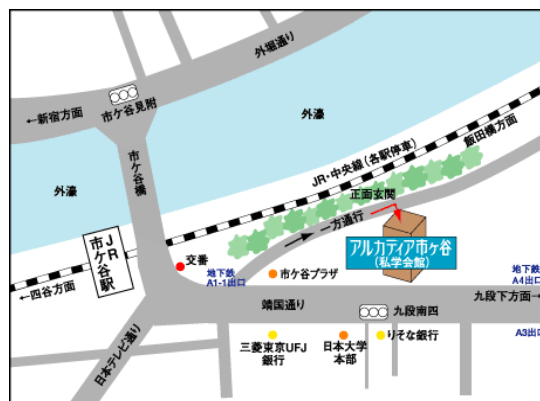 外堀通り
←新宿方面
市ケ谷見附
外濠
飯田橋方面
JR・中央線(各駅停車)
市ケ谷橋
外濠
正面玄関
一方通行
JR
市ケ谷駅
アルカディア市ヶ谷
(私学会館)
交番
地下鉄
A1-1出口
市ケ谷プラザ
地下鉄
A4出口
←四谷方面
靖国通り
九段下方面→
九段南四
A3出口
日本テレビ通り
三菱東京UFJ
銀行
日本大学
本部
りそな銀行